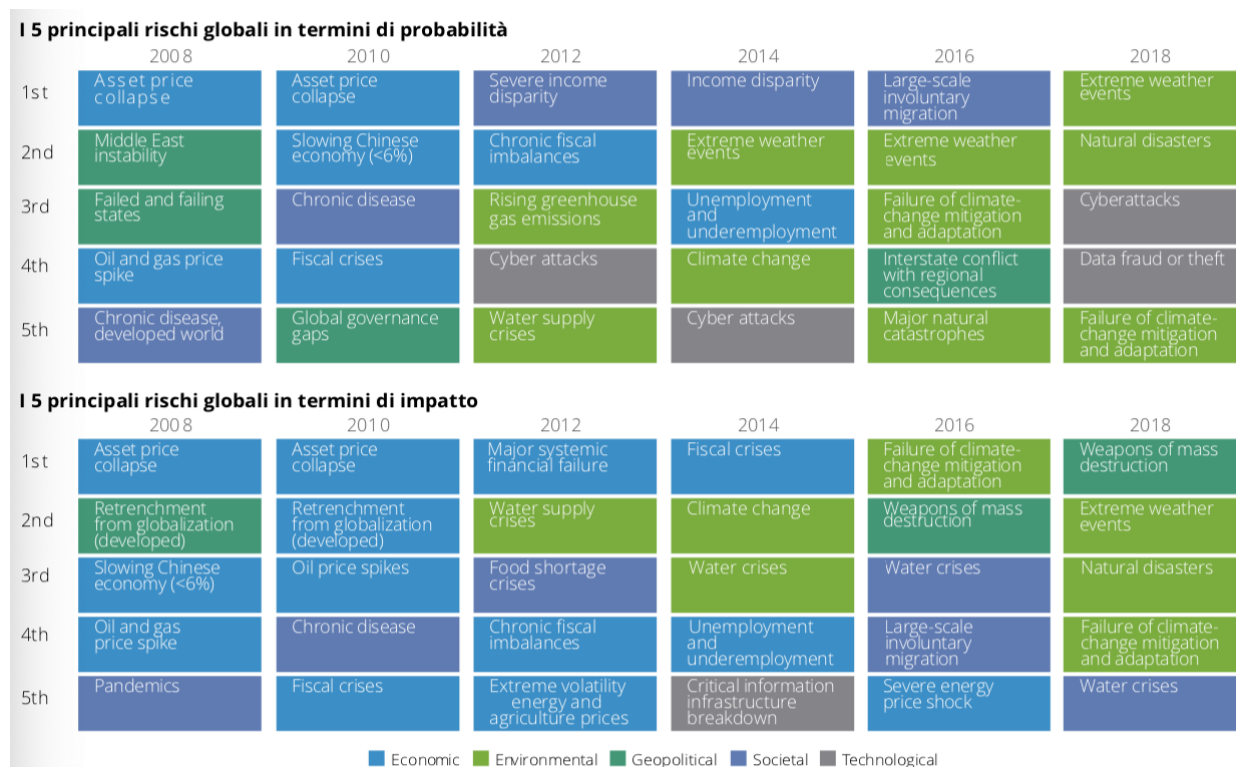 I 5 principali rischi globali in termini di probabilità
2008 2010 2012 2014 2016 2018
1st
Asset price
collapse
Asset price
collapse
Severe income
disparity
Income disparity
Large-scale
involuntary
migration
Extreme weather
events
2nd
Middle East
instability
Slowing Chinese
economy (<6%)
Chronic fiscal
imbalances
Extreme weather
events
Extreme weather
events
Natural disasters
3rd
Failed and failing
states
Chronic disease
Rising greenhouse
gas emissions
Unemployment
and
underemployment
Failure of climate-
change mitigation
and adaptation
Cyberattacks
4th
Oil and gas price
spike
Fiscal crises
Cyber attacks
Climate change
Interstate conflict
with regional
consequences
Data fraud or theft
5th
Chronic disease,
developed world
Global governance
gaps
Water supply
crises
Cyber attacks
Major natural
catastrophes
Failure of climate-
change mitigation
and adaptation
I 5 principali rischi globali in termini di impatto
2008 2010 2012 2014 2016 2018
1st
Asset price
collapse
Asset price
collapse
Major systemic
financial failure
Fiscal crises
Failure of climate-
change mitigation
and adaptation
Weapons of mass
destruction
2nd
Retrenchment
from globalization
(developed)
Retrenchment
from globalization
(developed)
Water supply
crises
Climate change
Weapons of mass
destruction
Extreme weather
events
3rd
Slowing Chinese
economy (<6%)
Oil price spikes
Food shortage
crises
Water crises
Water crises
Natural disasters
4th
Oil and gas
price spike
Chronic disease
Chronic fiscal
imbalances
Unemployment
and
underemployment
Large-scale
involuntary
migration
Failure of climate-
change mitigation
and adaptation
5th
Pandemics
Fiscal crises
Extreme volatility
energy and
agriculture prices
Critical information
infrastructure
breakdown
Severe energy
price shock
Water crises
Economic Environmental Geopolitical Societal Technological